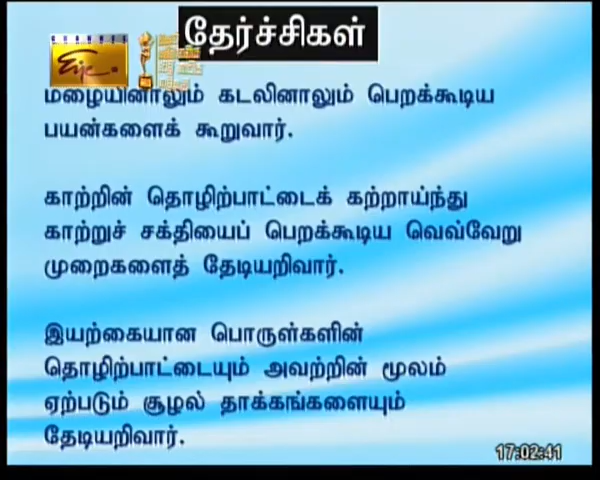 தேர்ச்சிகள்
மழையினாலும் கடலினாலும் பெறக்கூடிய
பயன்களைக் கூறுவார்.
காற்றின் தொழிற்பாட்டைக் கற்றாய்ந்து
காற்றுச் சக்தியைப் பெறக்கூடிய வெவ்வேறு
முறைகளைத் தேடியறிவார்.
இயற்கையான பொருள்களின்
தொழிற்பாட்டையும் அவற்றின் மூலம்
ஏற்படும் சூழல் தாக்கங்களையும்
தேடியறிவார்.
17:02:41